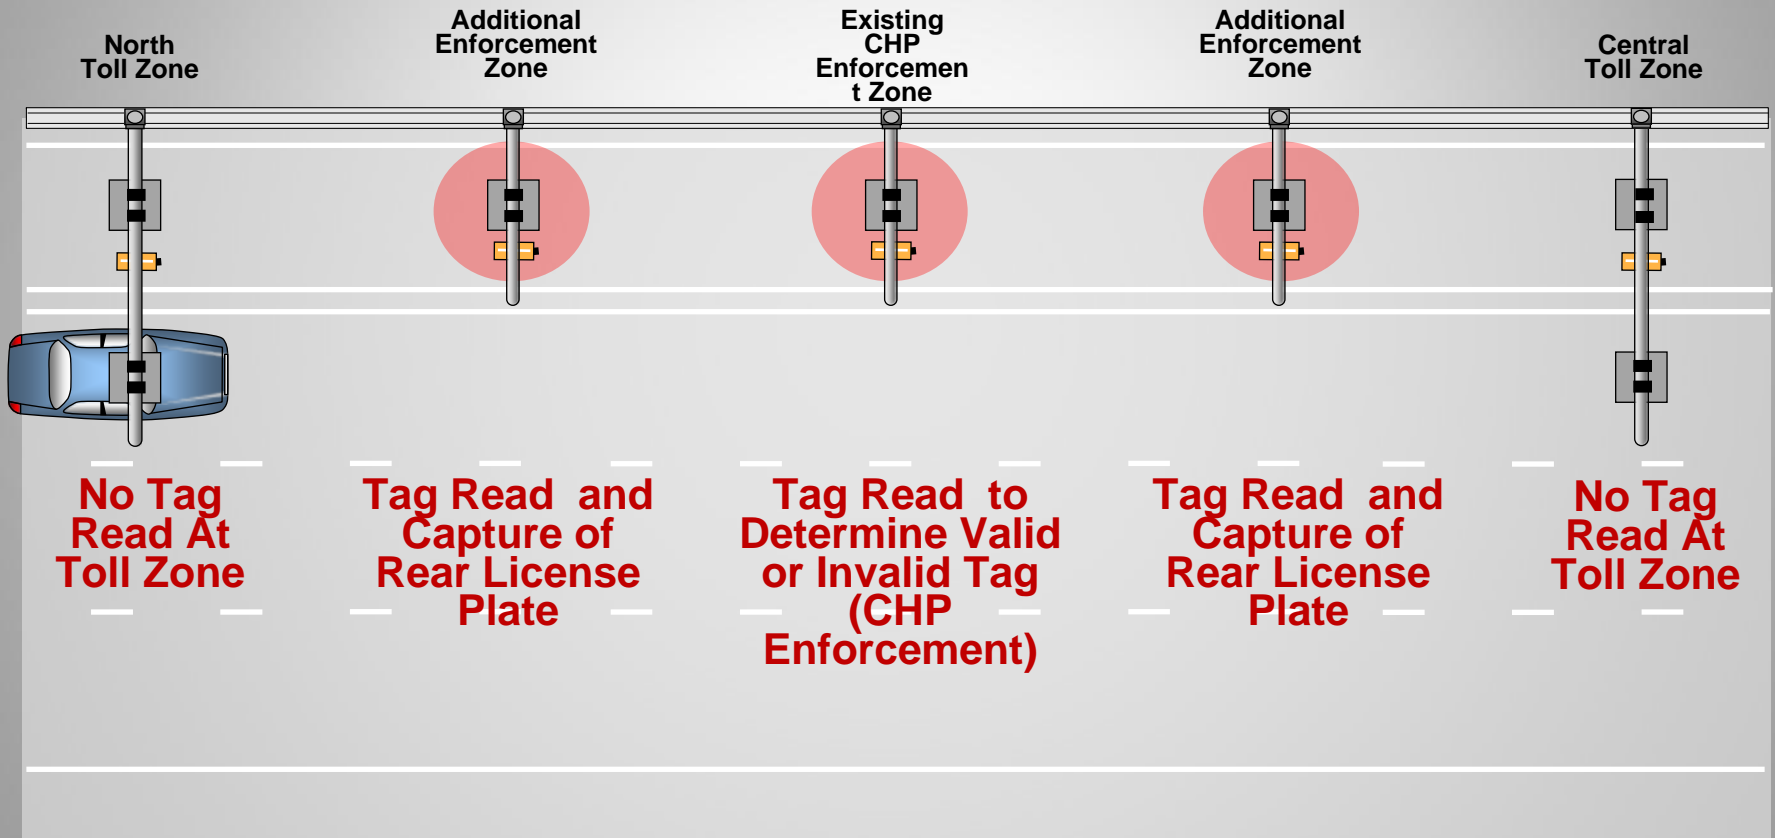 North
Toll Zone
Additional
Enforcement
Zone
Existing
CHP
Enforcemen
t Zone
Additional
Enforcement
Zone
Central
Toll Zone
No Tag
Read At
Toll Zone
Tag Read  and
Capture of
Rear License
Plate
Tag Read  to
Determine Valid
or Invalid Tag
(CHP
Enforcement)
Tag Read  and
Capture of
Rear License
Plate
No Tag
Read At
Toll Zone